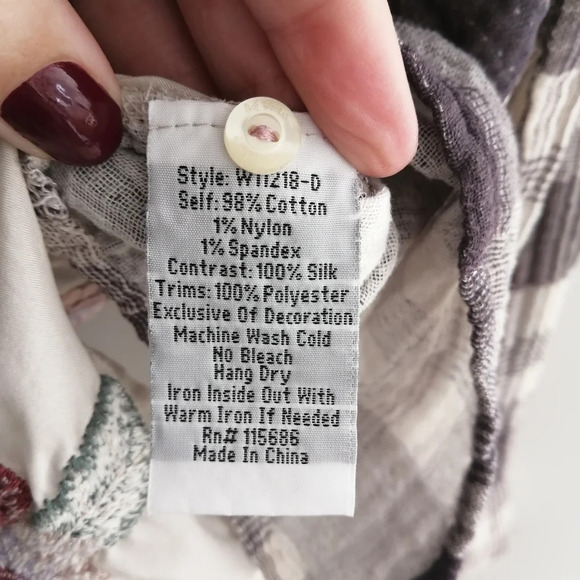 Style: W11218-D
Self: 98% Cotton
1% Nylon
1% Spandex
Contrast: 100% Silk
Trims: 100% Polyester
Exclusive Of Decoration
Machine Wash Cold
No Bleach
Hang Dry
Iron Inside Out With
Warm Iron If Needed
Rn# 115686
Made In China